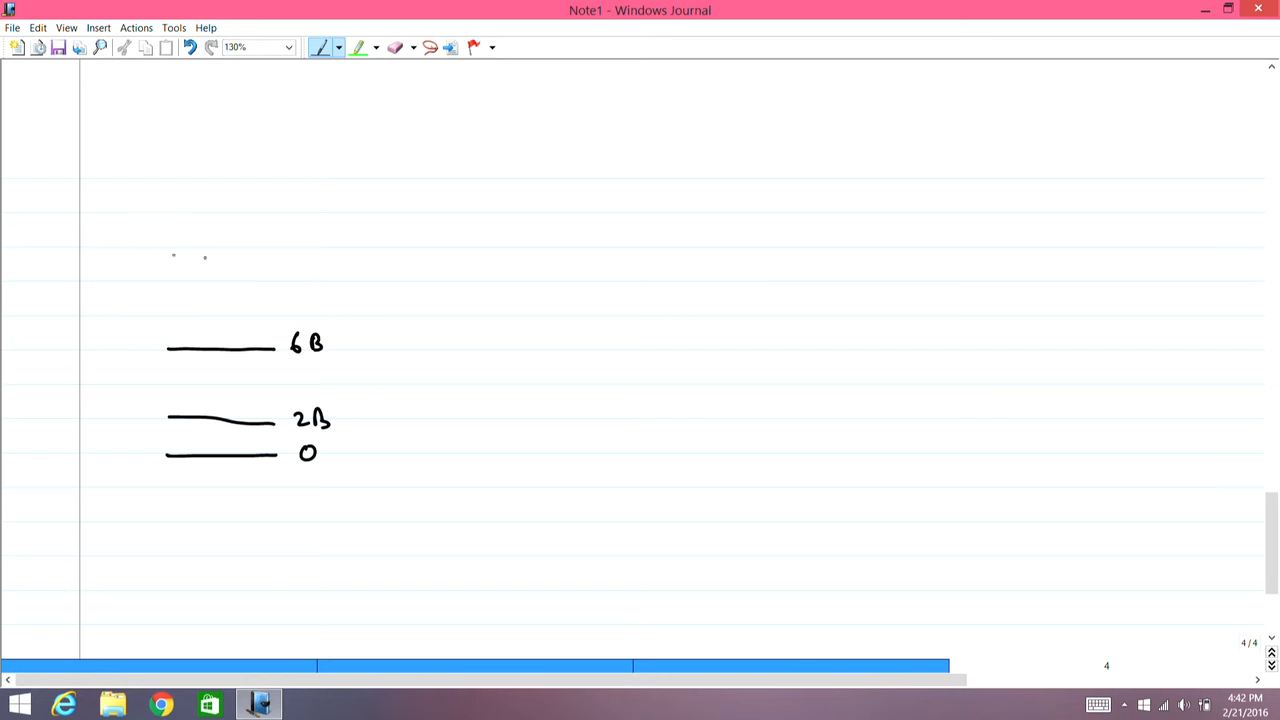 Note1 - Windows Journal
File Edit View Insert Actions Tools Help
130%
6B
2B
0
4 / 4
4
4:42 PM
2/21/2016